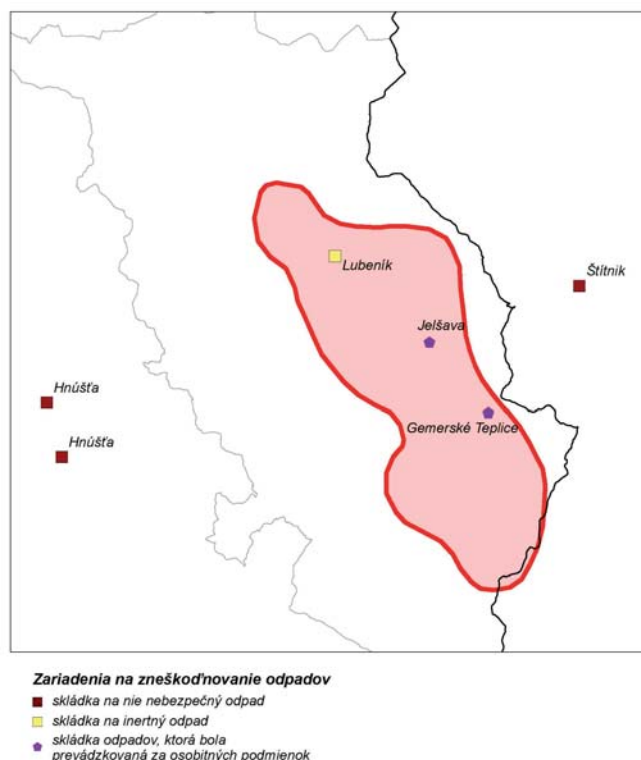 Lubeník
Štítnik
Jelšava
Hnúšťa
Gemerské Teplice
Hnúšťa
Zariadenia na zneškoďnovanie odpadov
skládka na nie nebezpečný odpad
skládka na inertný odpad
skládka odpadov, ktorá bola
prevádzkovaná za osobitných podmienok